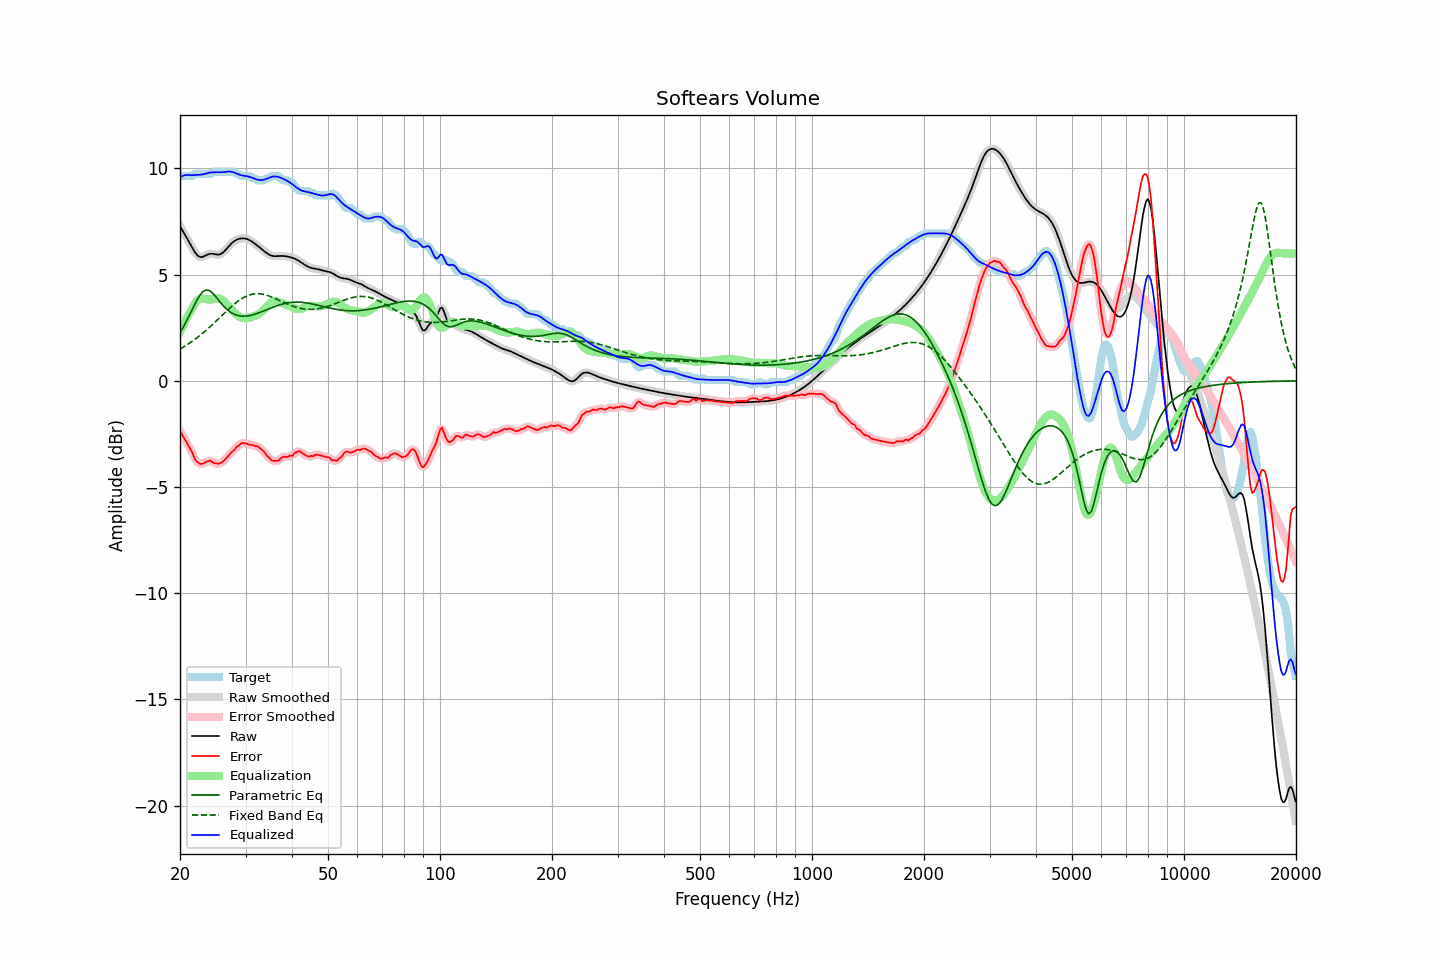 Softears Volume
Amplitude (dBr)
10
5
0
−5
−10
−15
−20
Target
Raw Smoothed
Error Smoothed
Raw
Error
Equalization
Parametric Eq
Fixed Band Eq
Equalized
20 50 100 200 500 1000 2000 5000 10000 20000
Frequency (Hz)